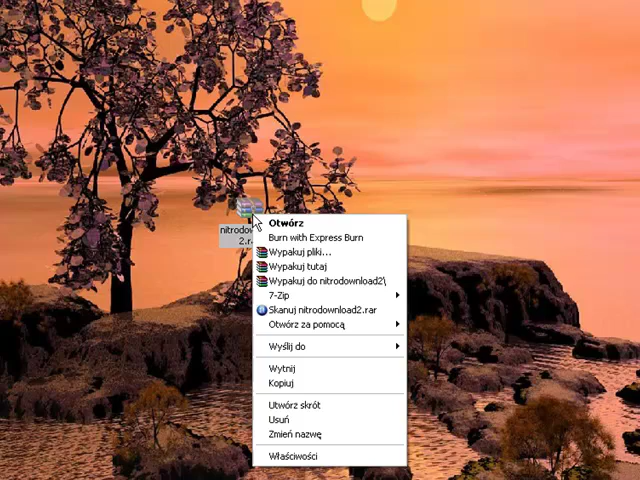 nitrodow
2.ra
Otwórz
Burn with Express Burn
Wypakuj pliki...
Wypakuj tutaj
Wypakuj do nitrodownload2\
7-Zip
Skanuj nitrodownload2.rar
Otwórz za pomocą
Wyślij do
Wytnij
Kopiuj
Utwórz skrót
Usuń
Zmień nazwę
Właściwości